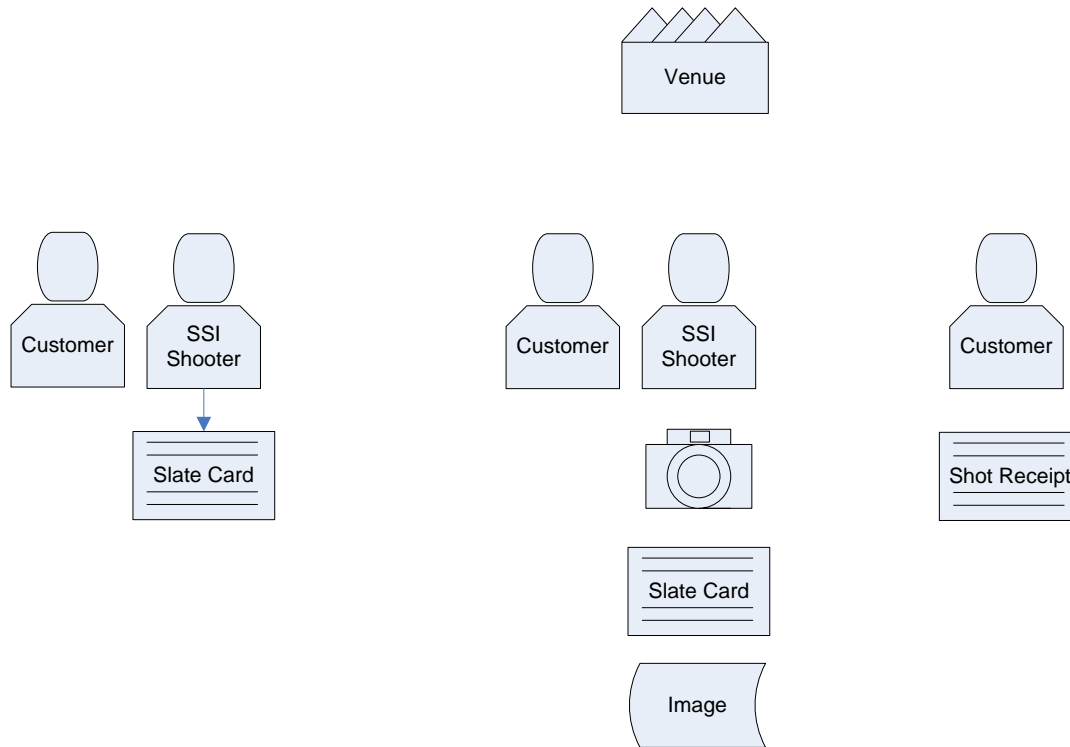 Venue
Customer
SSI
Shooter
Customer
SSI
Shooter
Customer
Slate Card
Shot Receipt
Slate Card
Image